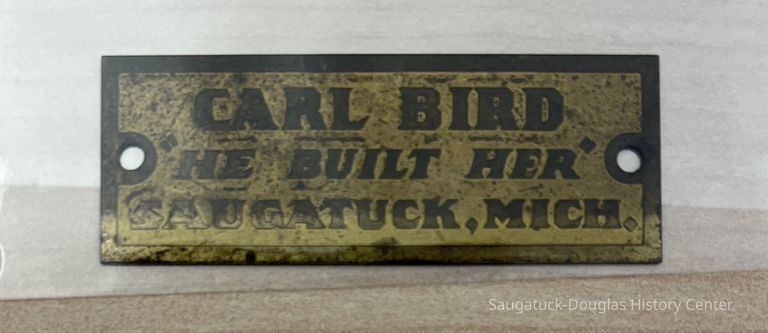 CARL BIRD
"HE BUILT HER"
SAUGATUCK, MICH.
Saugatuck-Douglas History Center